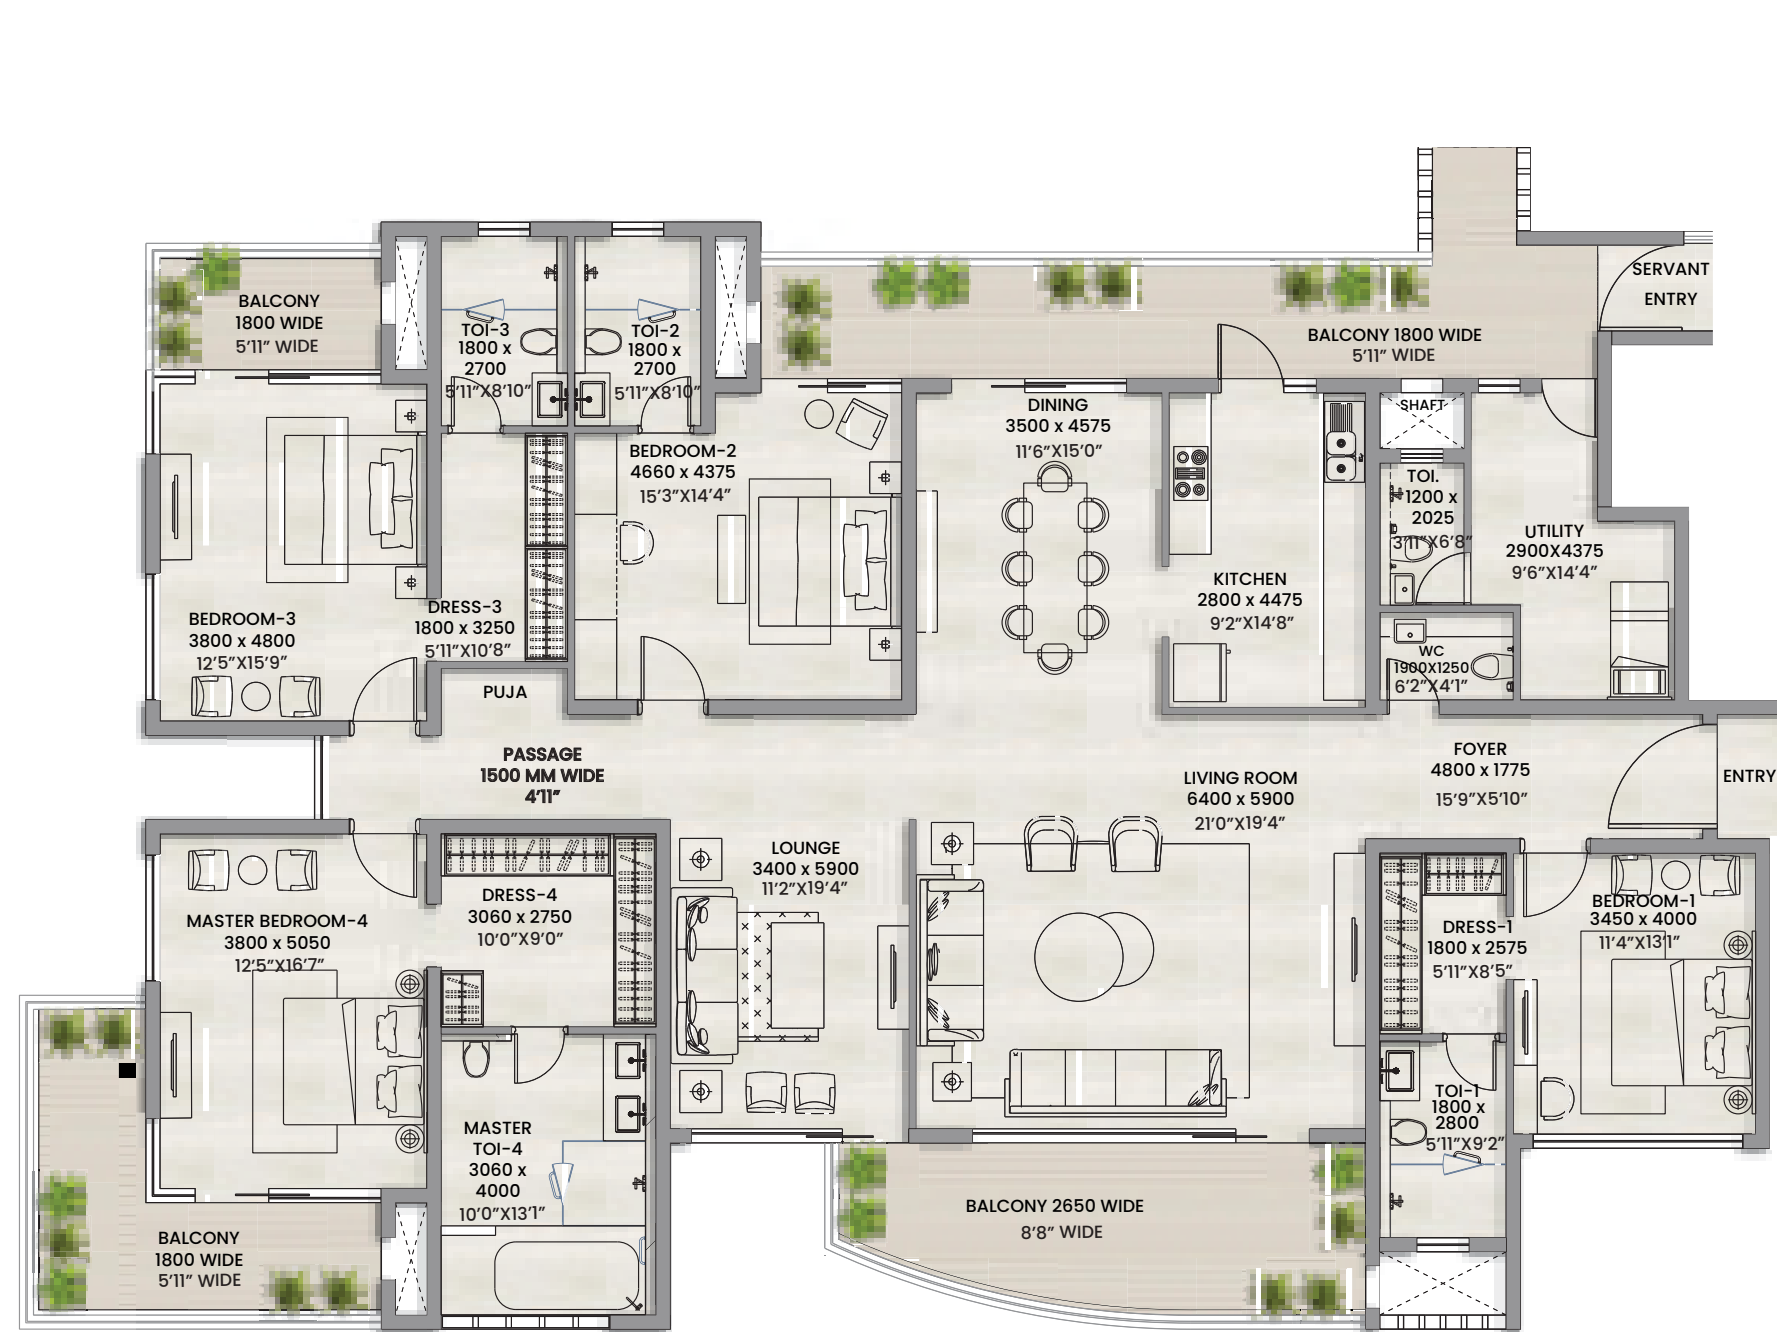 SERVANT
ENTRY
BALCONY
1800 WIDE
5'11" WIDE
TOI-3
1800 x
2700
5'11"X8'10"
TOI-2
1800 x
2700
5'11"X8'10"
BALCONY 1800 WIDE
5'11" WIDE
BEDROOM-2
4660 x 4375
15'3"X14'4"
DINING
3500 x 4575
11'6"X15'0"
SHAFT
TOI.
1200 x
2025
3'11"X6'8"
UTILITY
2900X4375
9'6"X14'4"
KITCHEN
2800 x 4475
9'2"X14'8"
BEDROOM-3
3800 x 4800
12'5"X15'9"
DRESS-3
1800 x 3250
5'11"X10'8"
WC
1900X1250
6'2"X4'1"
PUJA
PASSAGE
1500 MM WIDE
4'11"
LIVING ROOM
6400 x 5900
21'0"X19'4"
FOYER
4800 x 1775
15'9"X5'10"
ENTRY
LOUNGE
3400 x 5900
11'2"X19'4"
DRESS-4
3060 x 2750
10'0"X9'0"
MASTER BEDROOM-4
3800 x 5050
12'5"X16'7"
DRESS-1
1800 x 2575
5'11"X8'5"
BEDROOM-1
3450 x 4000
11'4"X13'1"
TOI-1
1800 x
2800
5'11"X9'2"
MASTER
TOI-4
3060 x
4000
10'0"X13'1"
BALCONY 2650 WIDE
8'8" WIDE
BALCONY
1800 WIDE
5'11" WIDE